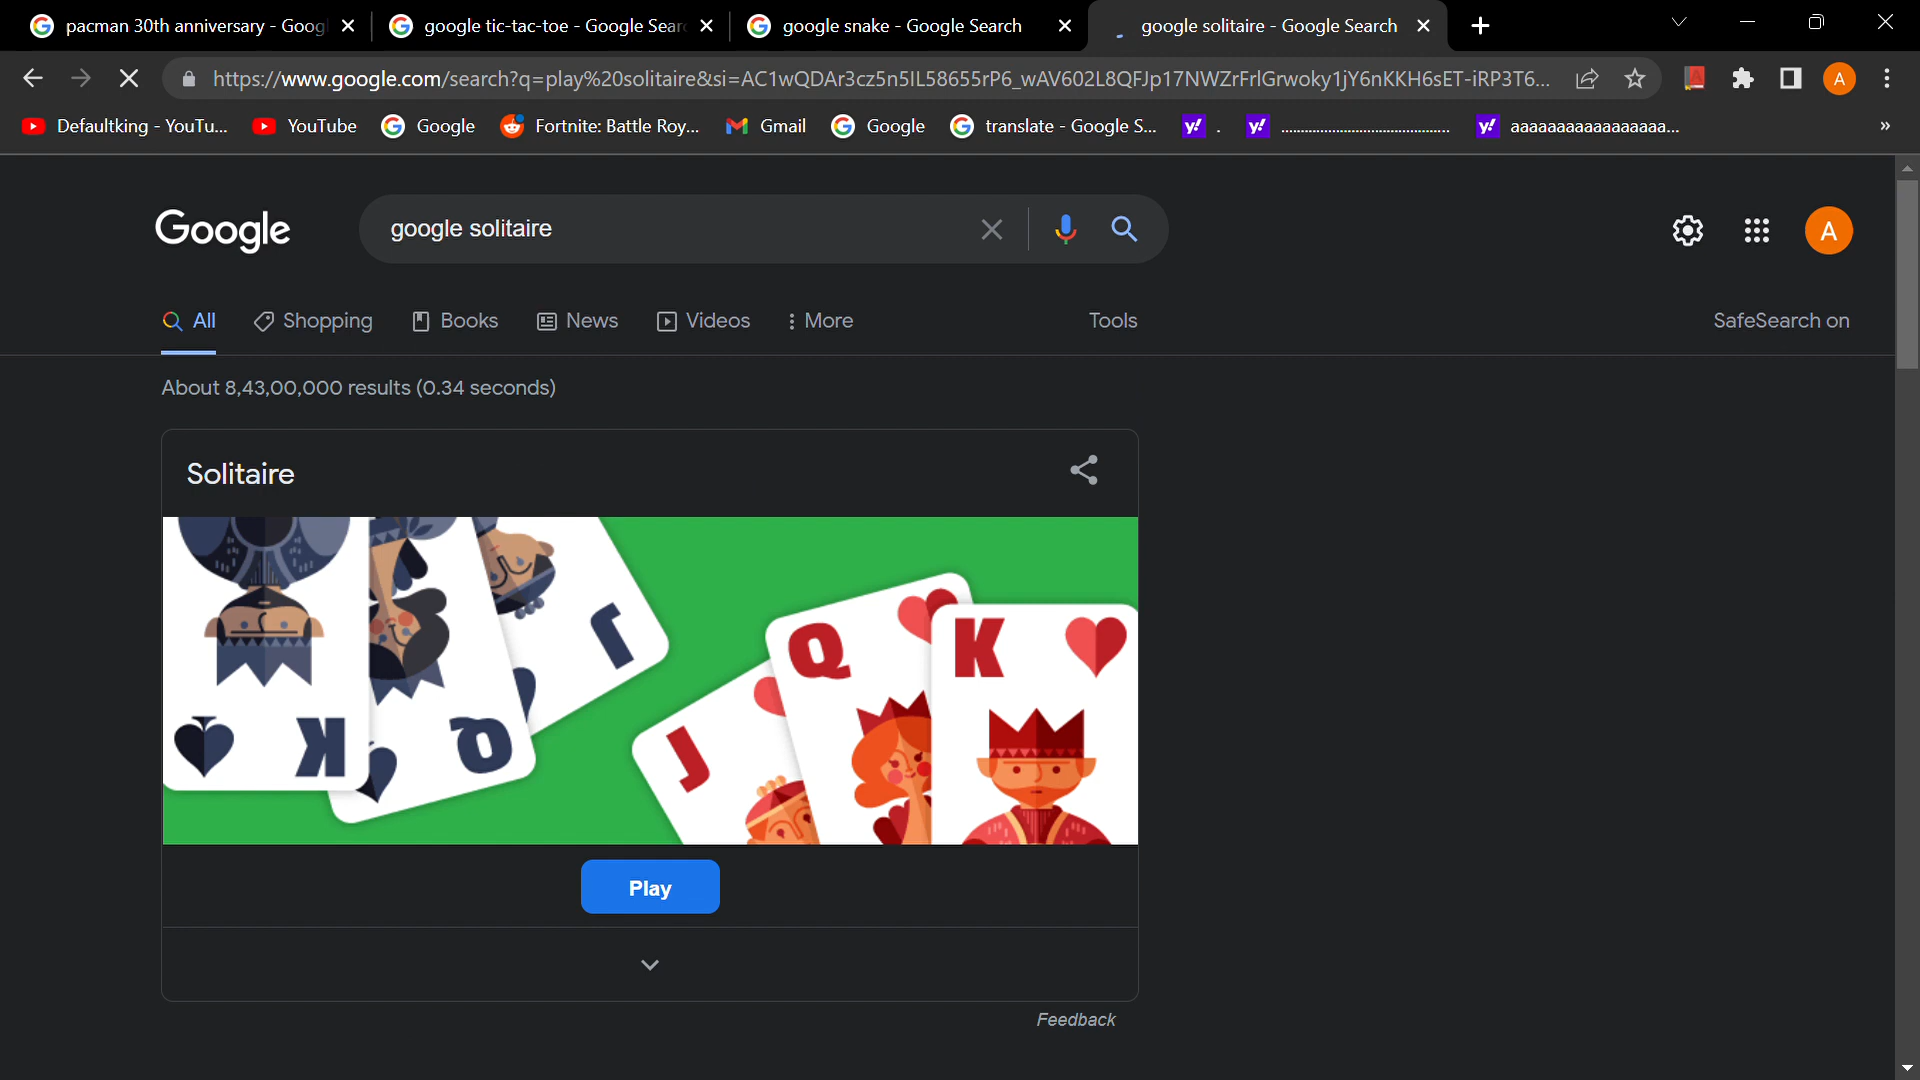 pacman 30th anniversary - Googl
google tic-tac-toe - Google Sear
google snake - Google Search
google solitaire - Google Search
https://www.google.com/search?q=play%20solitaire&si=AC1wQDAr3cz5n5IL58655rP6_wAV602L8QFJp17NWZrFrlGrwoky1jY6nKKH6sET-iRP3T6...
A
Defaultking - YouTu...
YouTube
Google
Fortnite: Battle Roy...
Gmail
Google
translate - Google S...
y! .
y! ............................................
y! aaaaaaaaaaaaaaaaa...
»
Google
google solitaire
A
All
Shopping
Books
News
Videos
More
Tools
SafeSearch on
About 8,43,00,000 results (0.34 seconds)
Solitaire
K
Q
J
J
Q
K
Play
Feedback